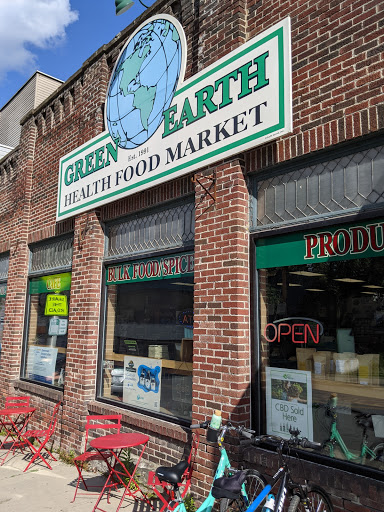 GREEN EARTH
Est. 1981
HEALTH FOOD MARKET
BULK FOOD/SPICE
PRODU
OPEN
CBD Sold
Here